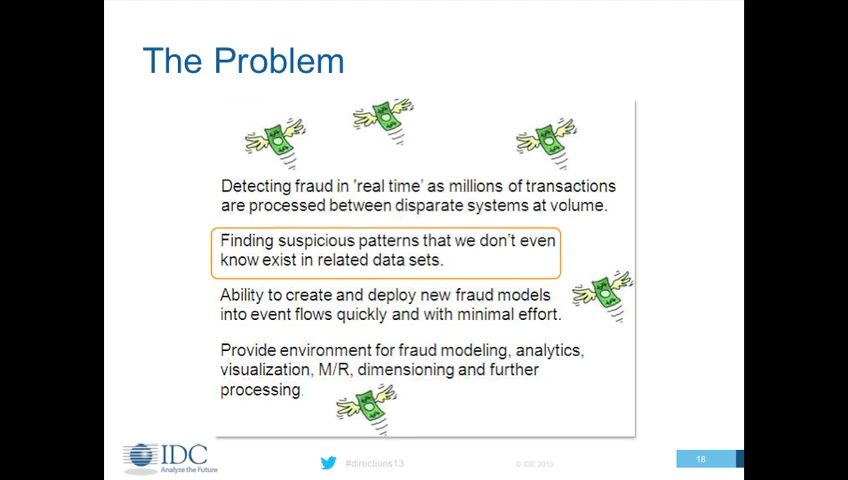 The Problem
Detecting fraud in 'real time' as millions of transactions
are processed between disparate systems at volume.
Finding suspicious patterns that we don't even
know exist in related data sets.
Ability to create and deploy new fraud models
into event flows quickly and with minimal effort.
Provide environment for fraud modeling, analytics,
visualization, M/R, dimensioning and further
processing.
IDC
Analyze the Future
#directions13
© IDC 2013
18